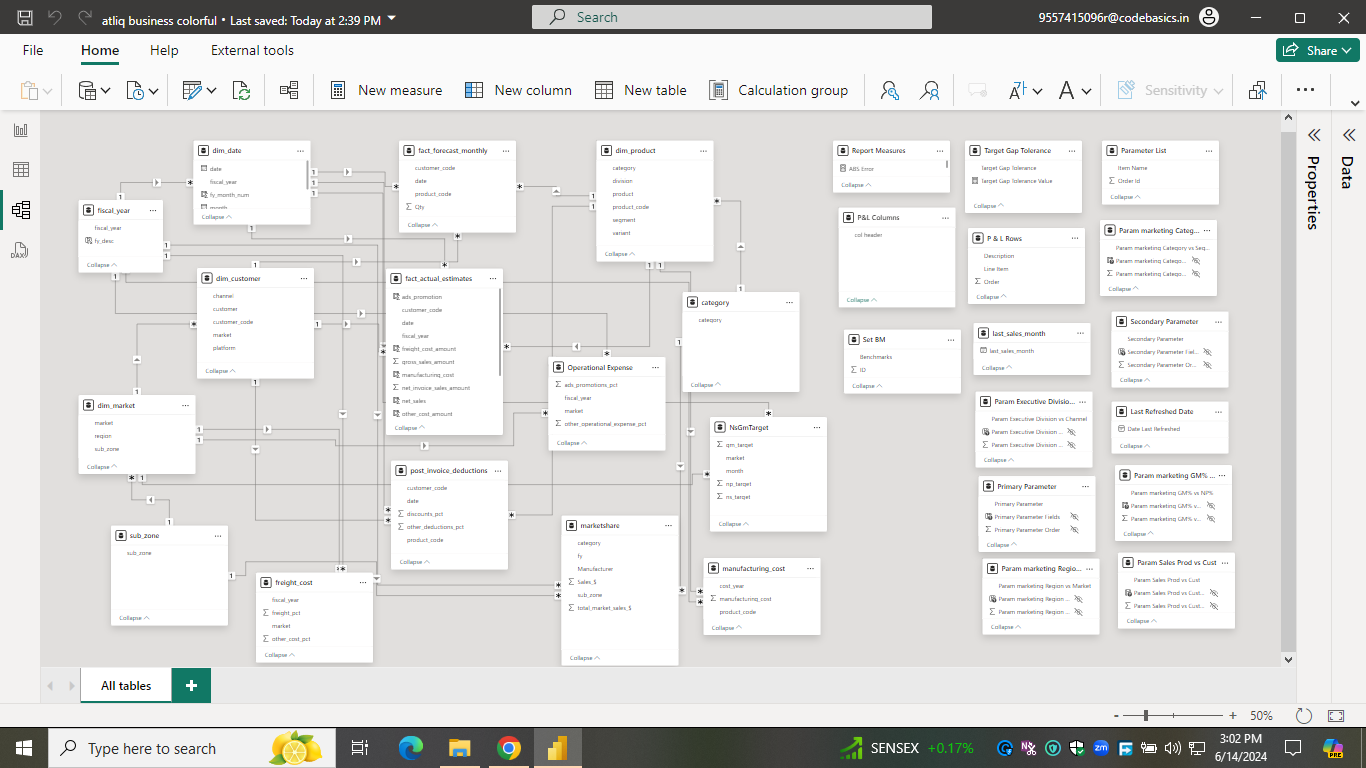 atliq business colorful • Last saved: Today at 2:39 PM
Search
9557415096r@codebasics.in
File
Home
Help
External tools
Share
New measure
New column
New table
Calculation group
Sensitivity
dim_date
date
fiscal_year
fy_month_num
month
Collapse
fact_forecast_monthly
customer_code
date
product_code
Qty
Collapse
dim_product
category
division
product
product_code
segment
variant
Collapse
Report Measures
ABS Error
Collapse
Target Gap Tolerance
Target Gap Tolerance
Target Gap Tolerance Value
Collapse
Parameter List
Item Name
Order Id
Collapse
fiscal_year
fiscal_year
fy_desc
Collapse
P&L Columns
col header
Collapse
P & L Rows
Description
Line Item
Order
Collapse
Param marketing Categ...
Param marketing Category vs Seq...
Param marketing Catego...
Param marketing Catego...
Collapse
dim_customer
channel
customer
customer_code
market
platform
Collapse
fact_actual_estimates
ads_promotion
customer_code
date
fiscal_year
freight_cost_amount
gross_sales_amount
manufacturing_cost
net_invoice_sales_amount
net_sales
other_cost_amount
Collapse
category
category
Collapse
Set BM
Benchmarks
ID
Collapse
last_sales_month
last_sales_month
Collapse
Secondary Parameter
Secondary Parameter
Secondary Parameter Fiel...
Secondary Parameter Or...
Collapse
Operational Expense
ads_promotions_pct
fiscal_year
market
other_operational_expense_pct
Collapse
dim_market
market
region
sub_zone
Collapse
NsGmTarget
gm_target
market
month
np_target
ns_target
Collapse
Param Executive Divisio...
Param Executive Division vs Channel
Param Executive Division ...
Param Executive Division ...
Collapse
Last Refreshed Date
Date Last Refreshed
Collapse
post_invoice_deductions
customer_code
date
discounts_pct
other_deductions_pct
product_code
Collapse
Primary Parameter
Primary Parameter
Primary Parameter Fields
Primary Parameter Order
Collapse
Param marketing GM% ...
Param marketing GM% vs NP%
Param marketing GM% v...
Param marketing GM% v...
Collapse
sub_zone
sub_zone
Collapse
marketshare
category
fy
Manufacturer
Sales_$
sub_zone
total_market_sales_$
Collapse
freight_cost
fiscal_year
freight_pct
market
other_cost_pct
Collapse
manufacturing_cost
cost_year
manufacturing_cost
product_code
Collapse
Param marketing Regio...
Param marketing Region vs Market
Param marketing Region ...
Param marketing Region ...
Collapse
Param Sales Prod vs Cust
Param Sales Prod vs Cust
Param Sales Prod vs Cust...
Param Sales Prod vs Cust...
Collapse
Properties
Data
All tables
50%
Type here to search
SENSEX +0.17%
3:02 PM
6/14/2024